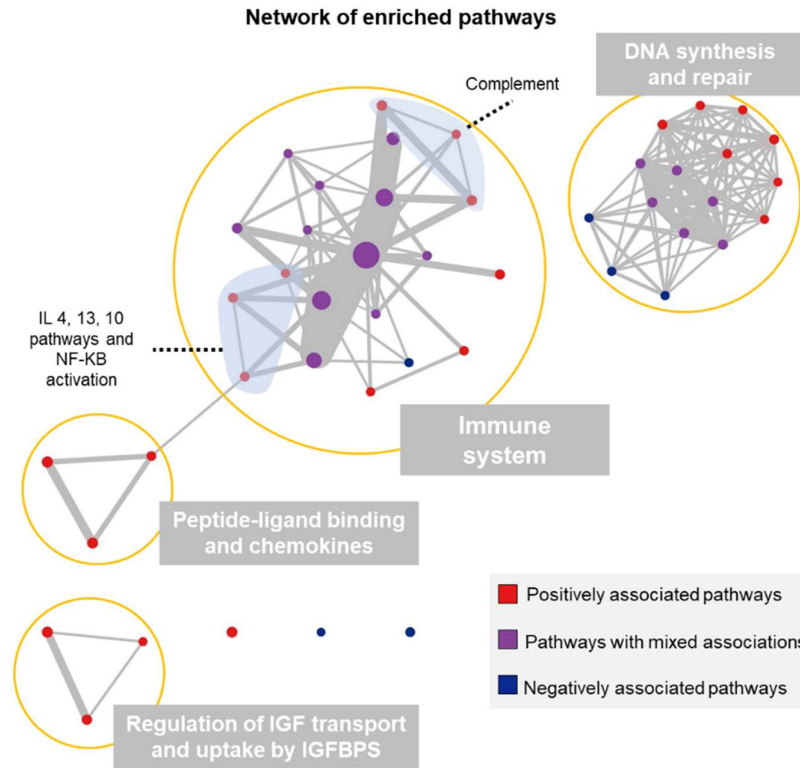 Network of enriched pathways
DNA synthesis
and repair
Complement
IL 4, 13, 10
pathways and
NF-KB
activation
Immune
system
Peptide-ligand binding
and chemokines
Positively associated pathways
Pathways with mixed associations
Negatively associated pathways
Regulation of IGF transport
and uptake by IGFBPS